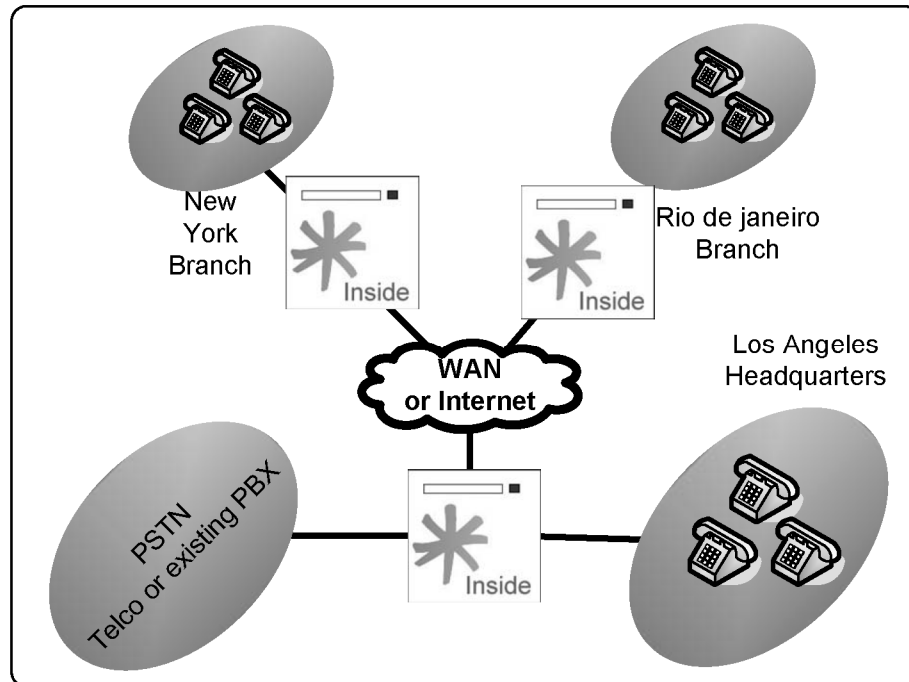 New
York
Branch
Inside
Inside
Rio de janeiro
Branch
WAN
or Internet
Los Angeles
Headquarters
PSTN
Telco or existing PBX
Inside